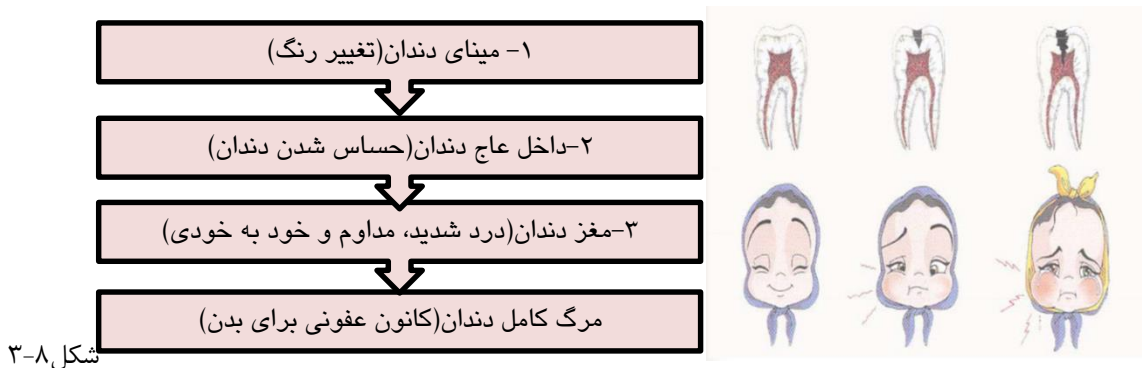 ۱- مینای دندان(تغییر رنگ)
۲-داخل عاج دندان(حساس شدن دندان)
۳-مغز دندان(درد شدید، مداوم و خود به خودی)
مرگ کامل دندان(کانون عفونی برای بدن)
شکل۸-۳